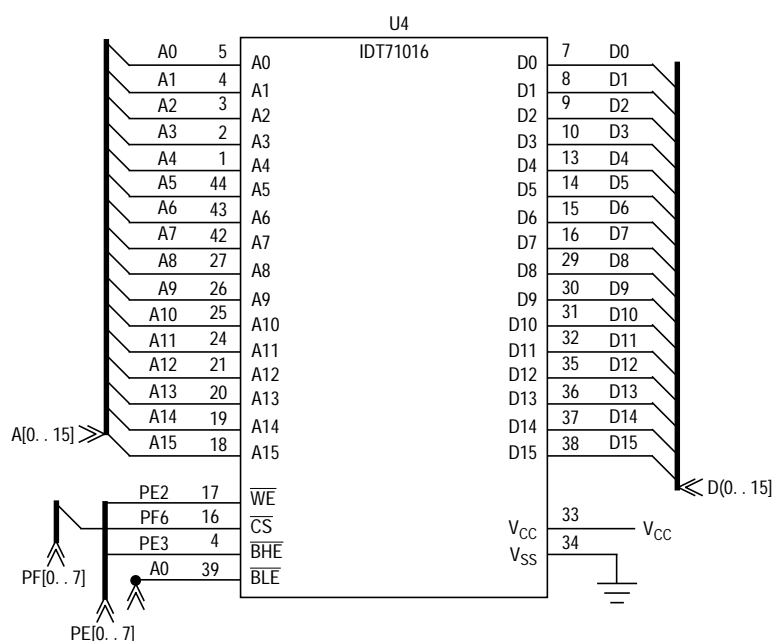 U4
IDT71016
A0 5 A0 D0 7 D0
A1 4 A1 D1 8 D1
A2 3 A2 D2 9 D2
A3 2 A3 D3 10 D3
A4 1 A4 D4 13 D4
A5 44 A5 D5 14 D5
A6 43 A6 D6 15 D6
A7 42 A7 D7 16 D7
A8 27 A8 D8 29 D8
A9 26 A9 D9 30 D9
A10 25 A10 D10 31 D10
A11 24 A11 D11 32 D11
A12 21 A12 D12 35 D12
A13 20 A13 D13 36 D13
A14 19 A14 D14 37 D14
A[0. . 15]
A15 18 A15 D15 38 D15
D(0. . 15]
PE2 17 WE
PF6 16 CS VCC 33 VCC
PE3 4 BHE VSS 34
PF[0. . 7]
A0 39 BLE
PE[0. . 7]